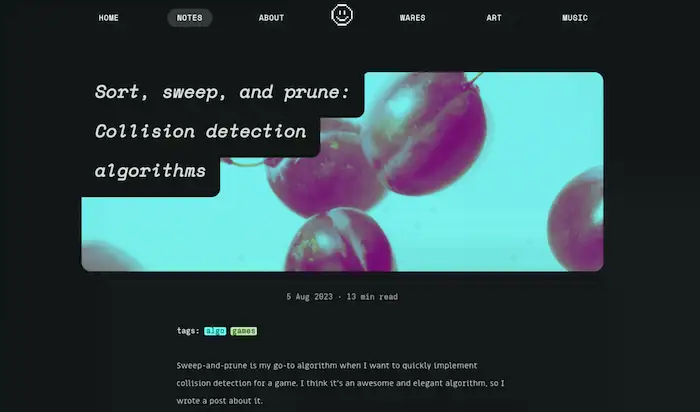 HOME NOTES ABOUT WARES ART MUSIC
Sort, sweep, and prune:
Collision detection
algorithms
5 Aug 2023 · 13 min read
tags: algo games
Sweep-and-prune is my go-to algorithm when I want to quickly implement
collision detection for a game. I think it's an awesome and elegant algorithm, so I
wrote a post about it.